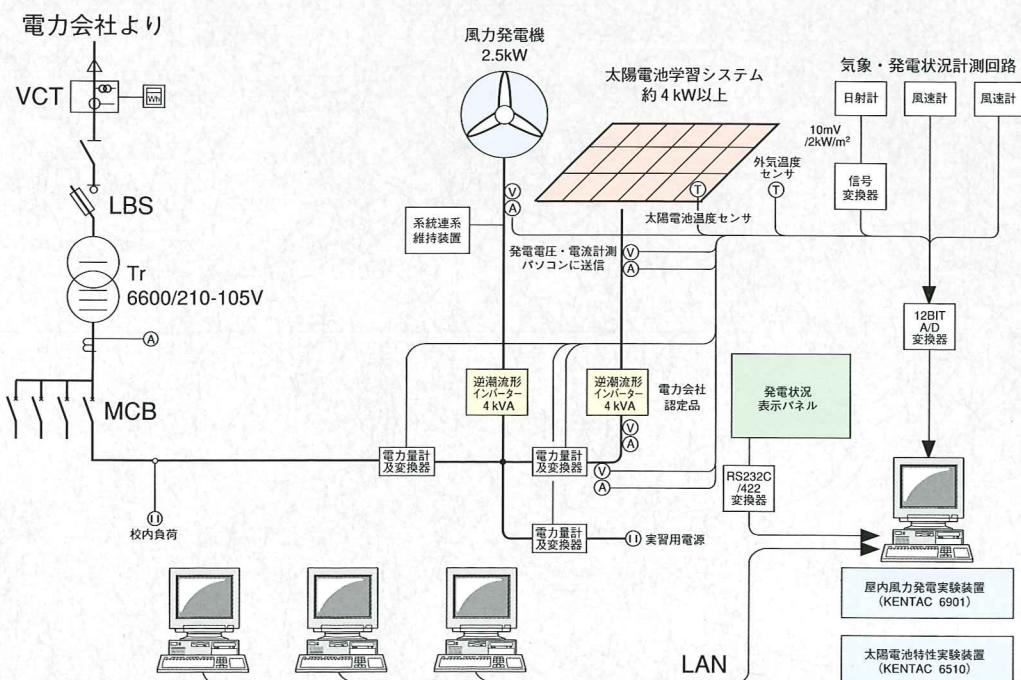 電力会社より
VCT
Wh
LBS
Tr
6600/210-105V
A
MCB
校内負荷
風力発電機
2.5kW
太陽電池学習システム
約4kW以上
気象・発電状況計測回路
日射計
風速計
風速計
10mV
/2kW/m²
信号
変換器
外気温度
センサ
T
T
太陽電池温度センサ
V
A
系統連系
維持装置
発電電圧・電流計測
パソコンに送信
V
A
12BIT
A/D
変換器
逆潮流形
インバーター
4kVA
逆潮流形
インバーター
4kVA
電力会社
認定品
発電状況
表示パネル
V
A
電力量計
及変換器
電力量計
及変換器
V
A
RS232C
/422
変換器
電力量計
及変換器
実習用電源
屋内風力発電実験装置
(KENTAC 6901)
太陽電池特性実験装置
(KENTAC 6510)
LAN